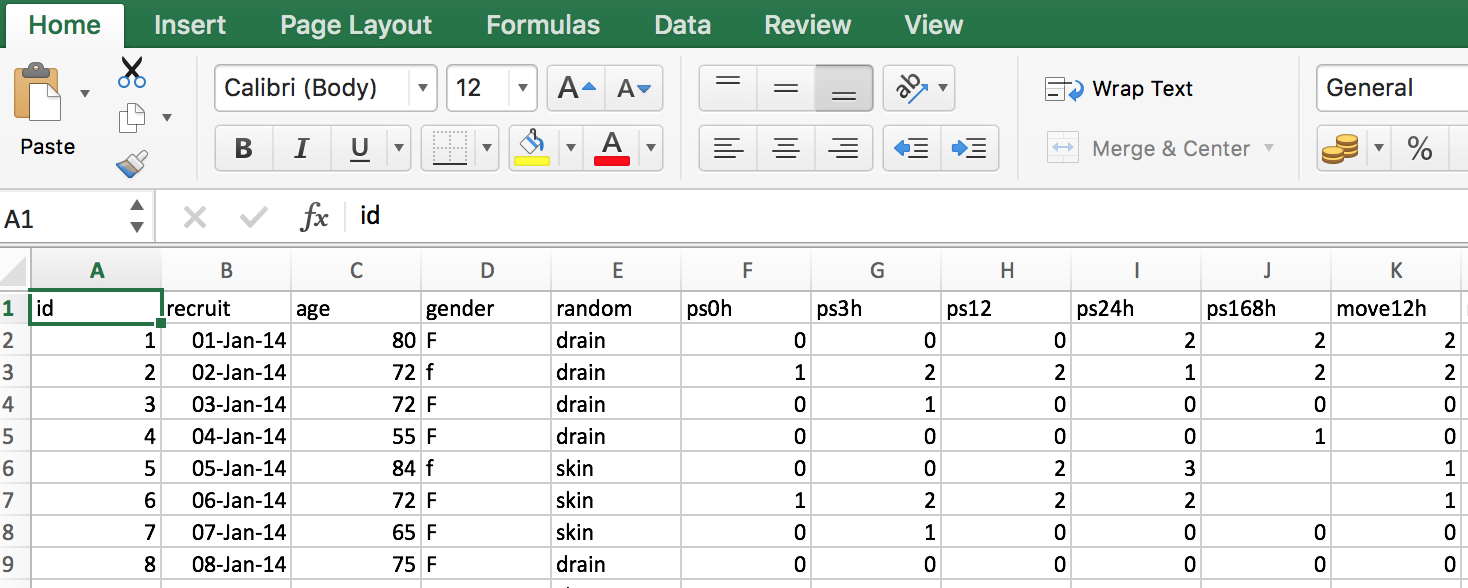 Home Insert Page Layout Formulas Data Review View
Calibri (Body) 12 A A ab Wrap Text General
Paste B I U A Merge & Center %
A1 fx id
A B C D E F G H I J K
1 id recruit age gender random ps0h ps3h ps12 ps24h ps168h move12h
2 1 01-Jan-14 80 F drain 0 0 0 2 2 2
3 2 02-Jan-14 72 f drain 1 2 2 1 2 2
4 3 03-Jan-14 72 F drain 0 1 0 0 0 0
5 4 04-Jan-14 55 F drain 0 0 0 0 1 0
6 5 05-Jan-14 84 f skin 0 0 2 3 1
7 6 06-Jan-14 72 F skin 1 2 2 2 1
8 7 07-Jan-14 65 F skin 0 1 0 0 0 0
9 8 08-Jan-14 75 F drain 0 0 0 0 0 0